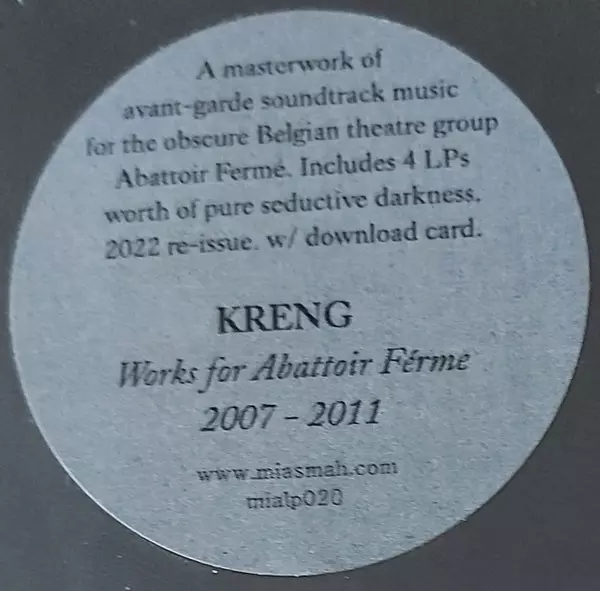 A masterwork of
avant-garde soundtrack music
for the obscure Belgian theatre group
Abattoir Fermé. Includes 4 LPs
worth of pure seductive darkness.
2022 re-issue. w/ download card.
KRENG
Works for Abattoir Férme
2007 – 2011
www.miasmah.com
mialp020